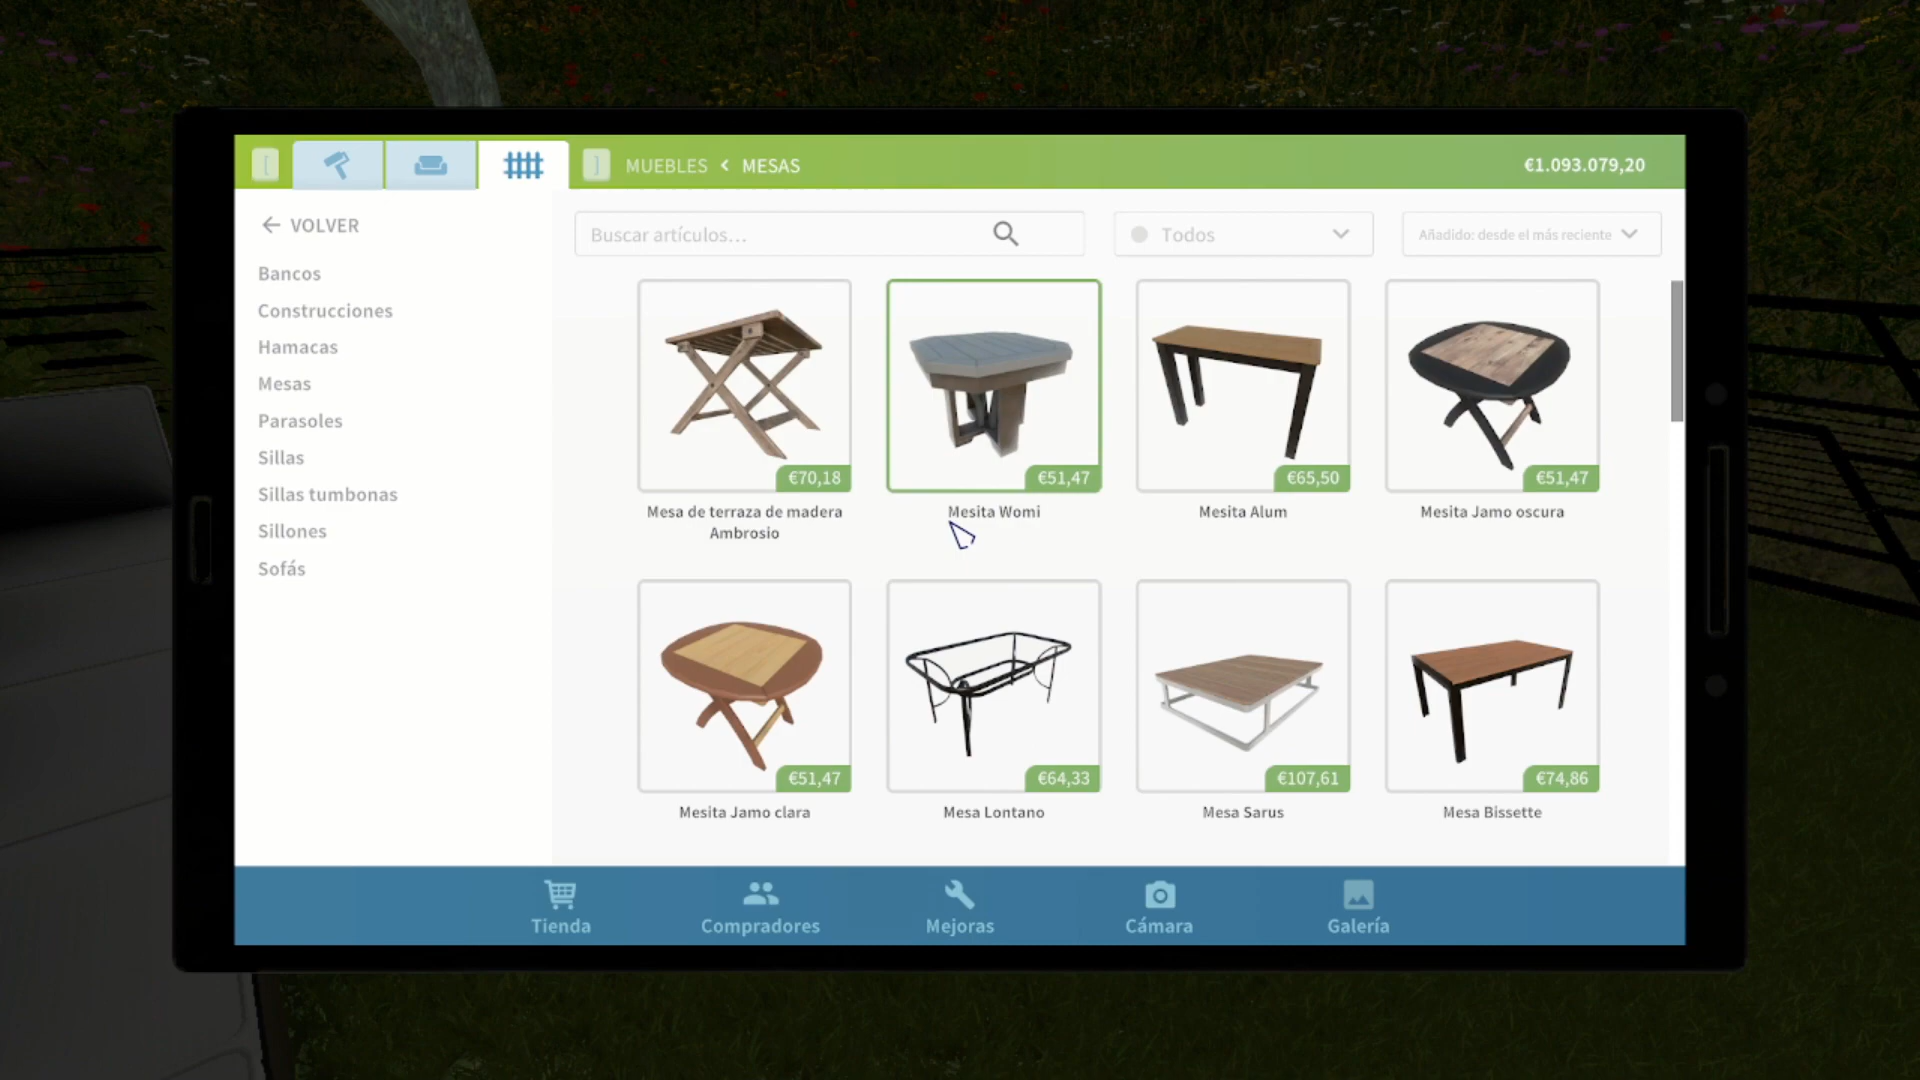 [
]
MUEBLES < MESAS
€1.093.079,20
VOLVER
Bancos
Construcciones
Hamacas
Mesas
Parasoles
Sillas
Sillas tumbonas
Sillones
Sofás
Buscar artículos...
Todos
Añadido: desde el más reciente
€70,18
€51,47
€65,50
€51,47
Mesa de terraza de madera
Ambrosio
Mesita Womi
Mesita Alum
Mesita Jamo oscura
€51,47
€64,33
€107,61
€74,86
Mesita Jamo clara
Mesa Lontano
Mesa Sarus
Mesa Bissette
Tienda
Compradores
Mejoras
Cámara
Galería